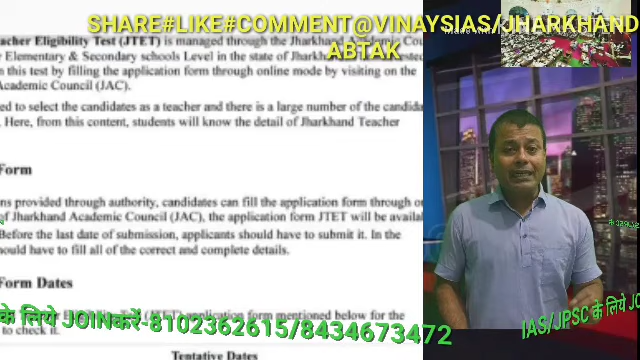 SHARE#LIKE#COMMENT@VINAYSIAS/JHARKHAND
ABTAK
acher Eligibility Test (JTET) is managed through the Jharkhand Academic Cou
r Elementary & Secondary schools Level in the state of Jhark
n this test by filling the application form through online mode by visiting on the
Academic Council (JAC).
ed to select the candidates as a teacher and there is a large number of the candida
. Here, from this content, students will know the detail of Jharkhand Teacher
Form
ns provided through authority, candidates can fill the application form through on
of Jharkhand Academic Council (JAC), the application form JTET will be availa
Before the last date of submission, applicants should have to submit it. In the
hould have to fill all of the correct and complete details.
Form Dates
application form mentioned below for the
to check it.
के लिये JOINकरें-8102362615/8434673472
IAS/JPSC के लिये JO
Tentative Dates